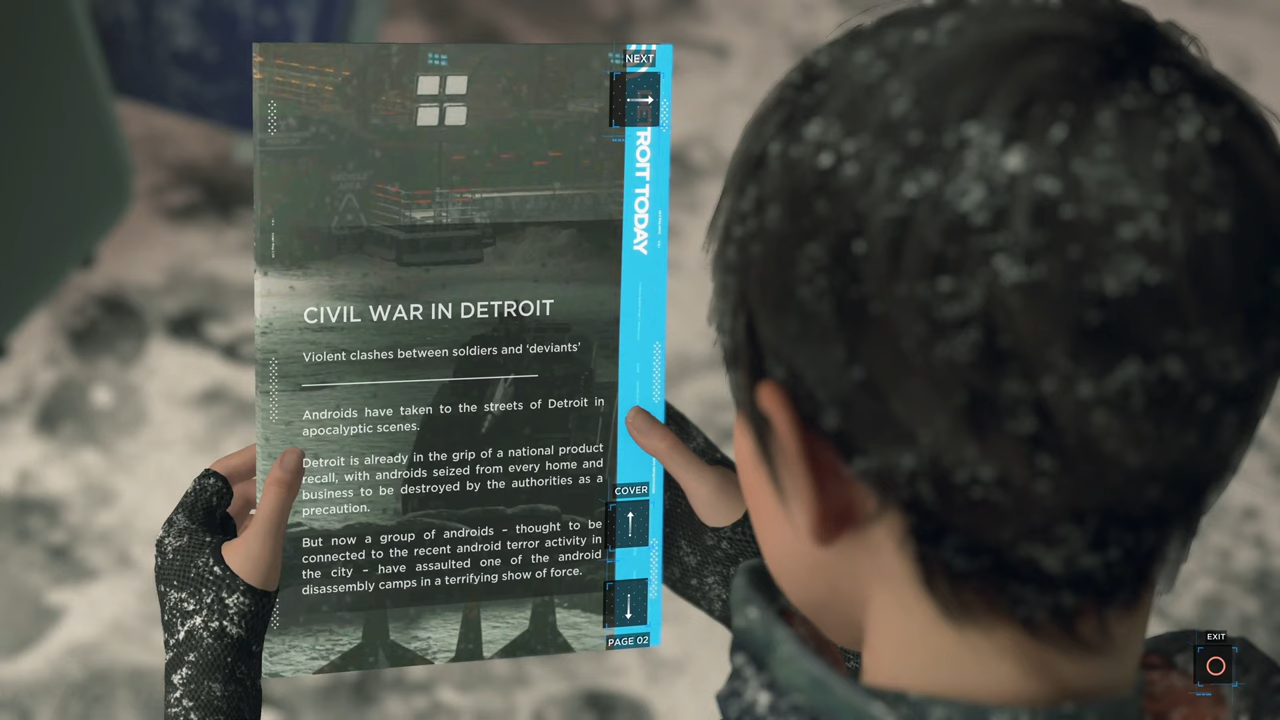 NEXT
DETROIT TODAY
CIVIL WAR IN DETROIT
Violent clashes between soldiers and ‘deviants’
Androids have taken to the streets of Detroit in
apocalyptic scenes.
Detroit is already in the grip of a national product
recall, with androids seized from every home and
business to be destroyed by the authorities as a
precaution.
But now a group of androids – thought to be
connected to the recent android terror activity in
the city – have assaulted one of the android
disassembly camps in a terrifying show of force.
COVER
PAGE 02
EXIT